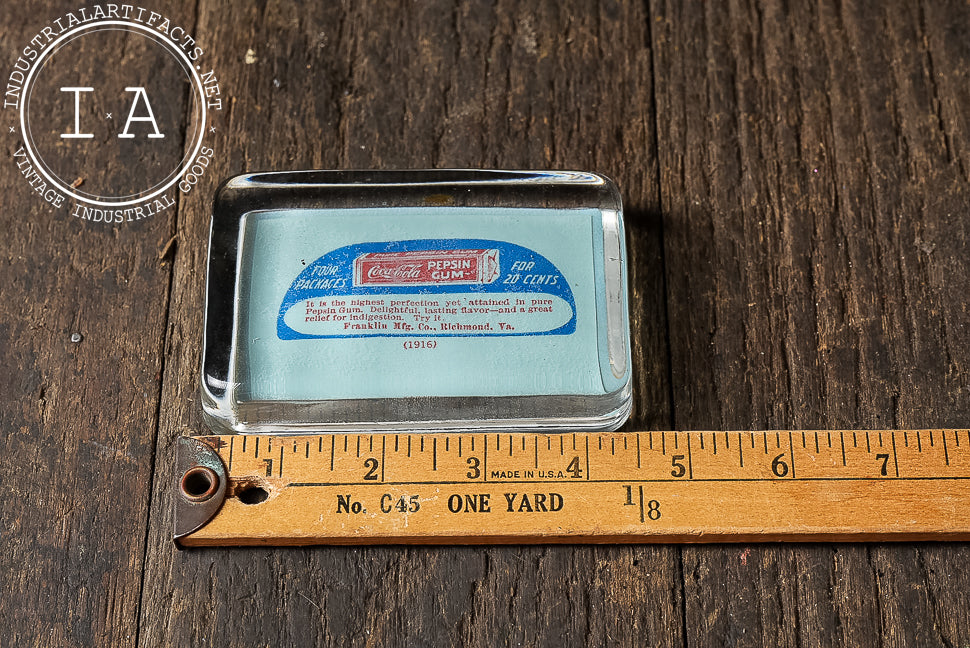 INDUSTRIALARTIFACTS.NET
I·A
VINTAGE INDUSTRIAL GOODS
FOUR PACKAGES
Coca-Cola PEPSIN GUM
FOR 20 CENTS
It is the highest perfection yet attained in pure
Pepsin Gum. Delightful, lasting flavor—and a great
relief for indigestion. Try it.
Franklin Mfg. Co., Richmond, Va.
(1916)
1 2 3 4 5 6 7
MADE IN U.S.A.
No. C45 ONE YARD 1/8